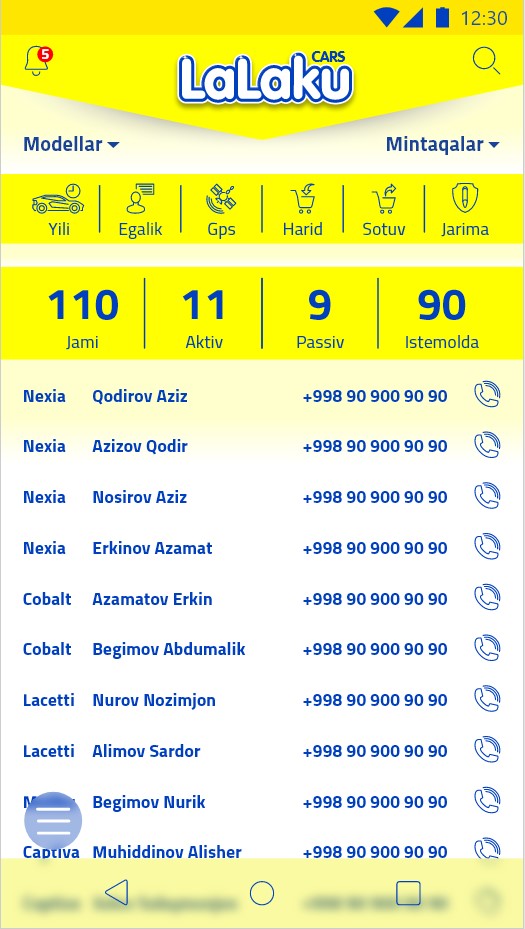 12:30
5
CARS
LaLaku
Modellar Mintaqalar
Yili Egalik Gps Harid Sotuv Jarima
110 11 9 90
Jami Aktiv Passiv Istemolda
Nexia Qodirov Aziz +998 90 900 90 90
Nexia Azizov Qodir +998 90 900 90 90
Nexia Nosirov Aziz +998 90 900 90 90
Nexia Erkinov Azamat +998 90 900 90 90
Cobalt Azamatov Erkin +998 90 900 90 90
Cobalt Begimov Abdumalik +998 90 900 90 90
Lacetti Nurov Nozimjon +998 90 900 90 90
Lacetti Alimov Sardor +998 90 900 90 90
Begimov Nurik +998 90 900 90 90
Captiva Muhiddinov Alisher +998 90 900 90 90